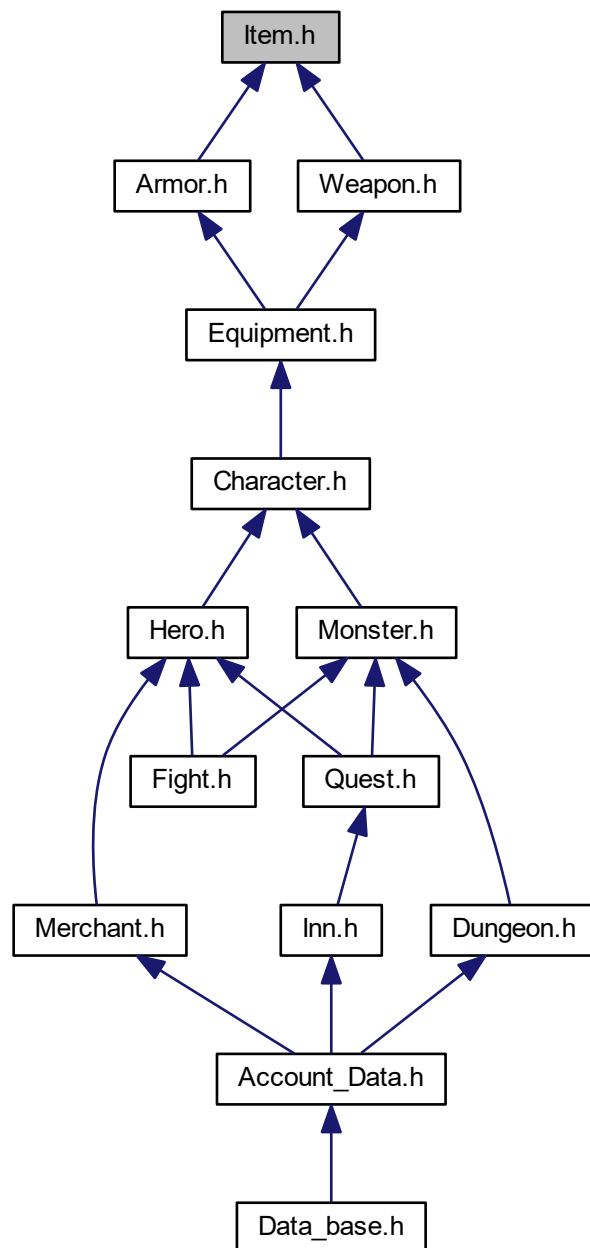 Item.h
Armor.h
Weapon.h
Equipment.h
Character.h
Hero.h
Monster.h
Fight.h
Quest.h
Merchant.h
Inn.h
Dungeon.h
Account_Data.h
Data_base.h